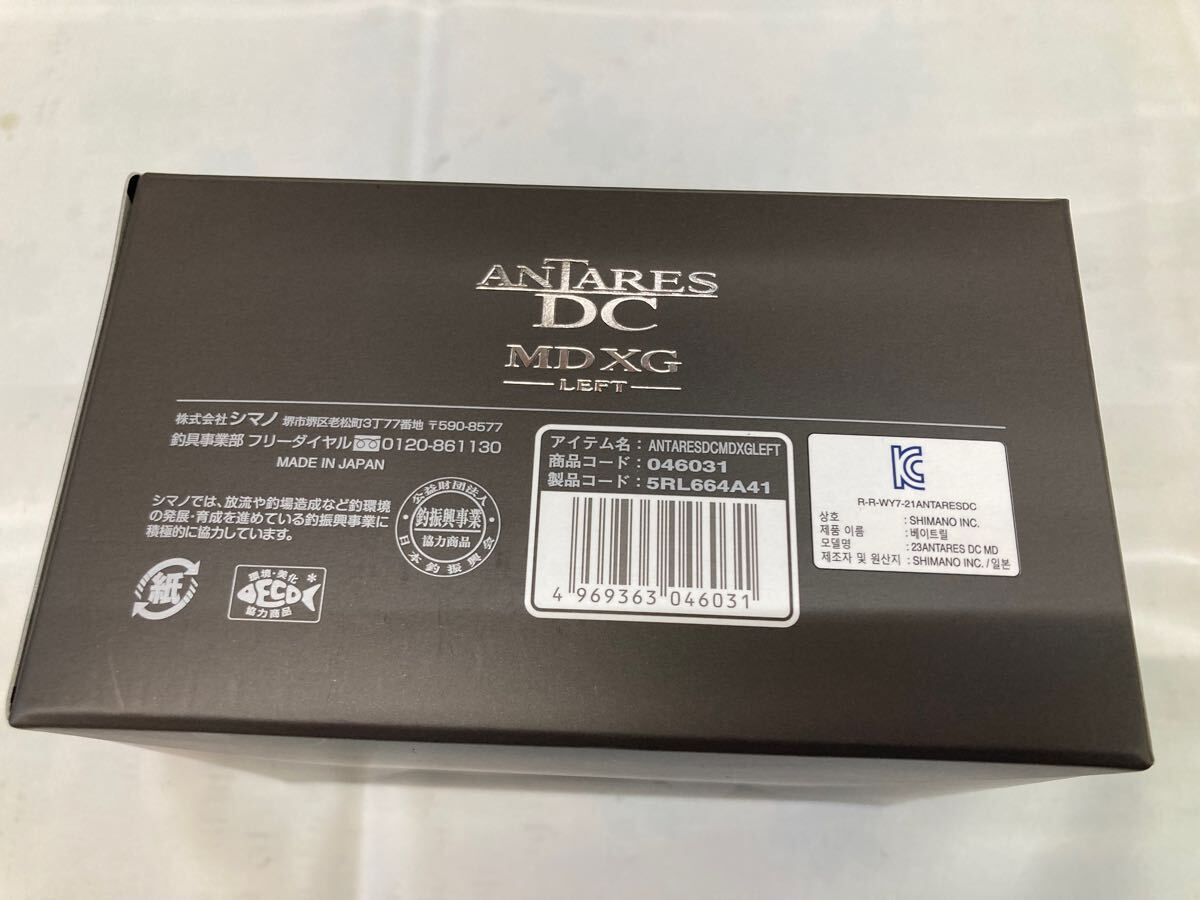 ANTARES
DC
MD XG
LEFT
株式会社 シマノ 堺市堺区老松町3丁77番地 〒590-8577
釣具事業部 フリーダイヤル 0120-861130
MADE IN JAPAN
シマノでは、放流や釣場造成など釣環境
の発展・育成を進めている釣振興事業に
積極的に協力しています。
紙
環境・美化
ECO
協力商品
公益財団法人
釣振興事業
協力商品
日本釣振興会
アイテム名： ANTARESDCMDXGLEFT
商品コード： 046031
製品コード： 5RL664A41
4 969363 046031
R-R-WY7-21ANTARESDC
상호 : SHIMANO INC.
제품 이름 : 베이트릴
모델명 : 23ANTARES DC MD
제조자 및 원산지 : SHIMANO INC. / 일본